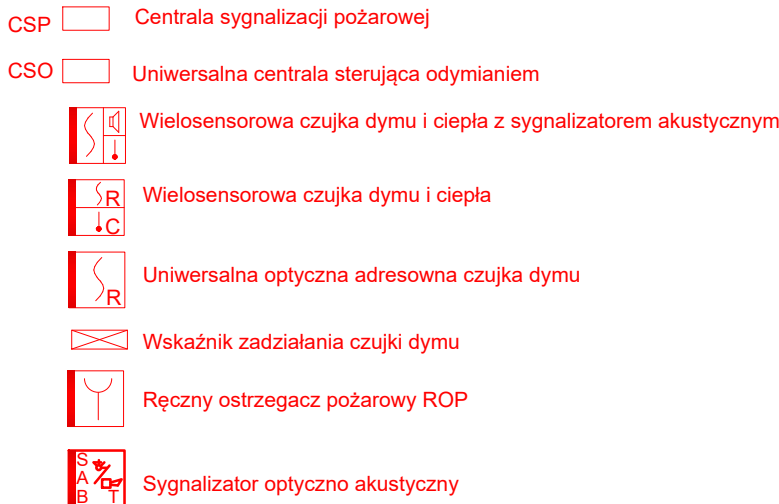 CSP Centrala sygnalizacji pożarowej
CSO Uniwersalna centrala sterująca odymianiem
Wielosensorowa czujka dymu i ciepła z sygnalizatorem akustycznym
R Wielosensorowa czujka dymu i ciepła
C
Uniwersalna optyczna adresowna czujka dymu
R
Wskaźnik zadziałania czujki dymu
Ręczny ostrzegacz pożarowy ROP
S
A Sygnalizator optyczno akustyczny
B T